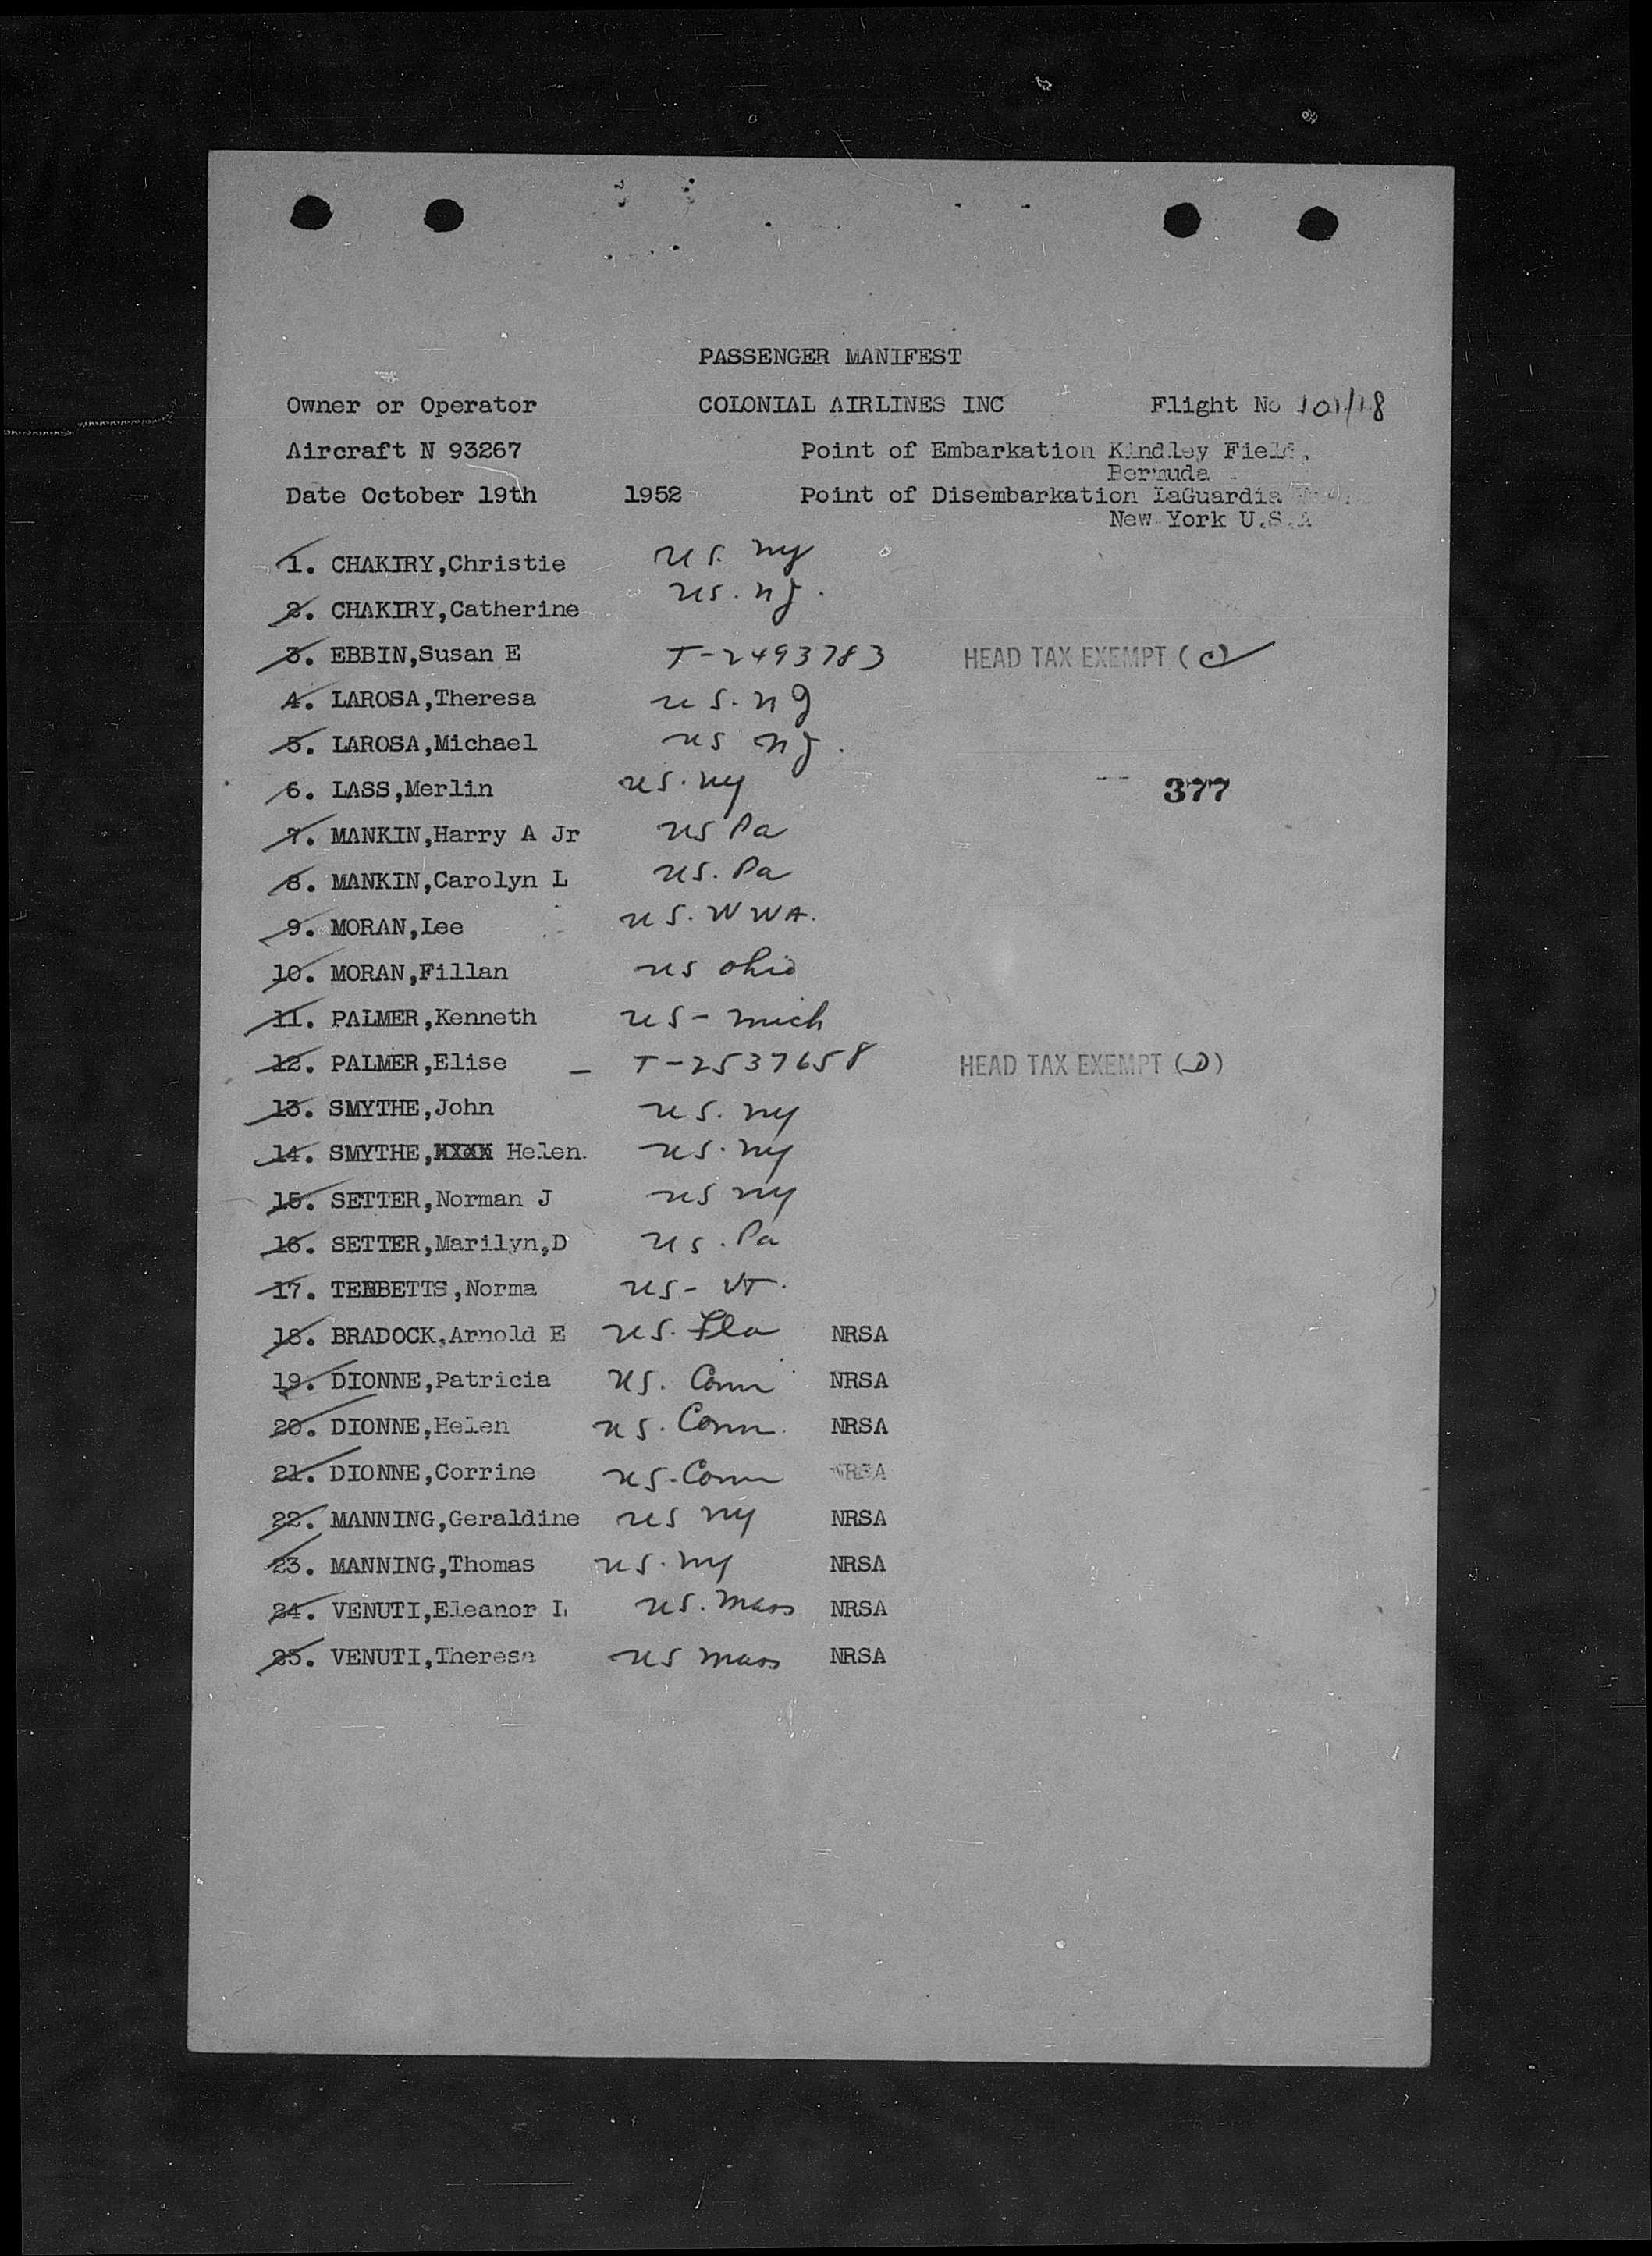 PASSENGER MANIFEST
Owner or Operator COLONIAL AIRLINES INC Flight No 101/18
Aircraft N 93267 Point of Embarkation Kindley Field,
Bermuda
Date October 19th 1952 Point of Disembarkation LaGuardia
New York U.S.A
1. CHAKIRY,Christie US. NY
2. CHAKIRY,Catherine US. NJ.
3. EBBIN,Susan E T-2493783 HEAD TAX EXEMPT (C)
4. LAROSA,Theresa US. NJ
5. LAROSA,Michael US NJ.
6. LASS,Merlin US. NY 377
7. MANKIN,Harry A Jr US Pa
8. MANKIN,Carolyn L US. Pa
9. MORAN,Lee US. W WA.
10. MORAN,Fillan US Ohio
11. PALMER,Kenneth US - Mich
12. PALMER,Elise - T-2537658 HEAD TAX EXEMPT (D)
13. SMYTHE,John US. NY
14. SMYTHE, Helen. US. NY
15. SETTER,Norman J US NY
16. SETTER,Marilyn,D US. Pa
17. TEBBETTS,Norma US - VT.
18. BRADOCK,Arnold E US. Fla NRSA
19. DIONNE,Patricia US. Conn NRSA
20. DIONNE,Helen US. Conn. NRSA
21. DIONNE,Corrine US. Conn NRSA
22. MANNING,Geraldine US NY NRSA
23. MANNING,Thomas US. NY NRSA
24. VENUTI,Eleanor L US. Mass NRSA
25. VENUTI,Theresa US Mass NRSA